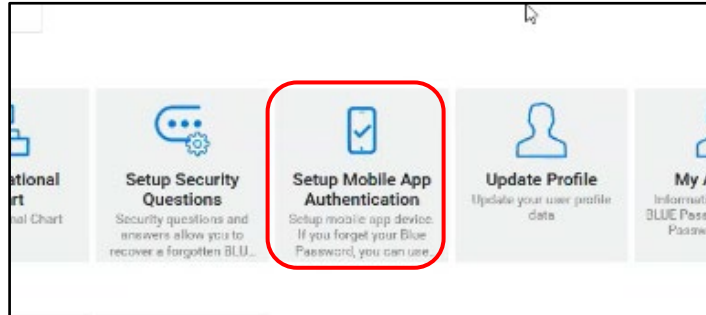 ational
rt
nal Chart
Setup Security
Questions
Security questions and
answers allow you to
recover a forgotten BLU...
Setup Mobile App
Authentication
Setup mobile app device.
If you forget your Blue
Password, you can use...
Update Profile
Update your user profile
data
My A
Informati
BLUE Pass
Passw